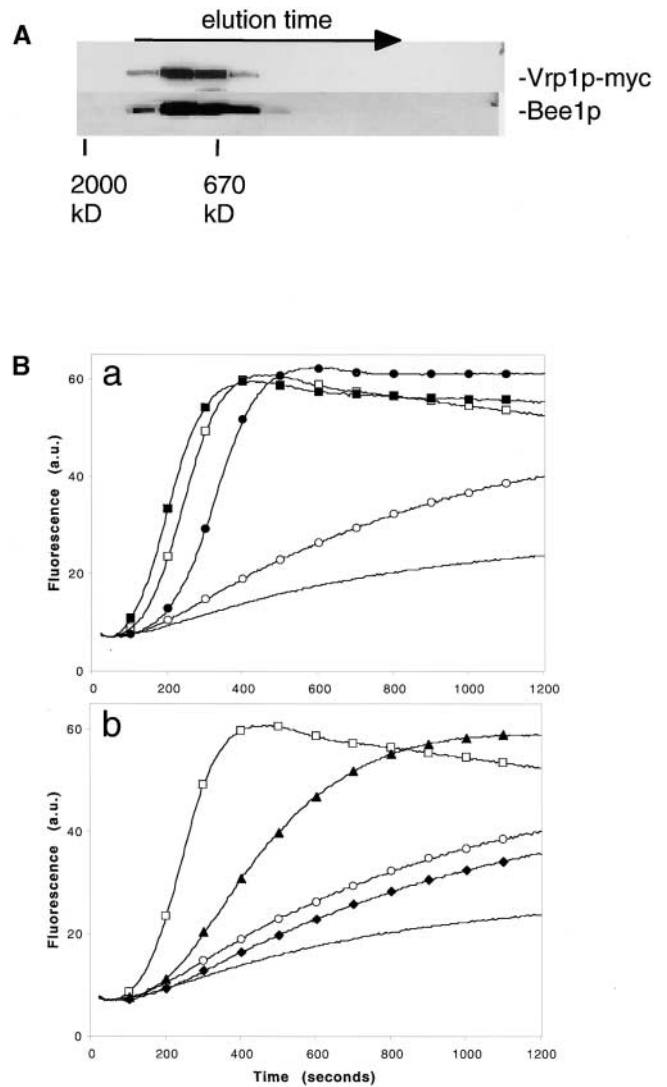 A
elution time
-Vrp1p-myc
-Bee1p
2000 670
kD kD
B
a
Fluorescence (a.u.)
60
40
20
0
0 200 400 600 800 1000 1200
b
Fluorescence (a.u.)
60
40
20
0
0 200 400 600 800 1000 1200
Time (seconds)